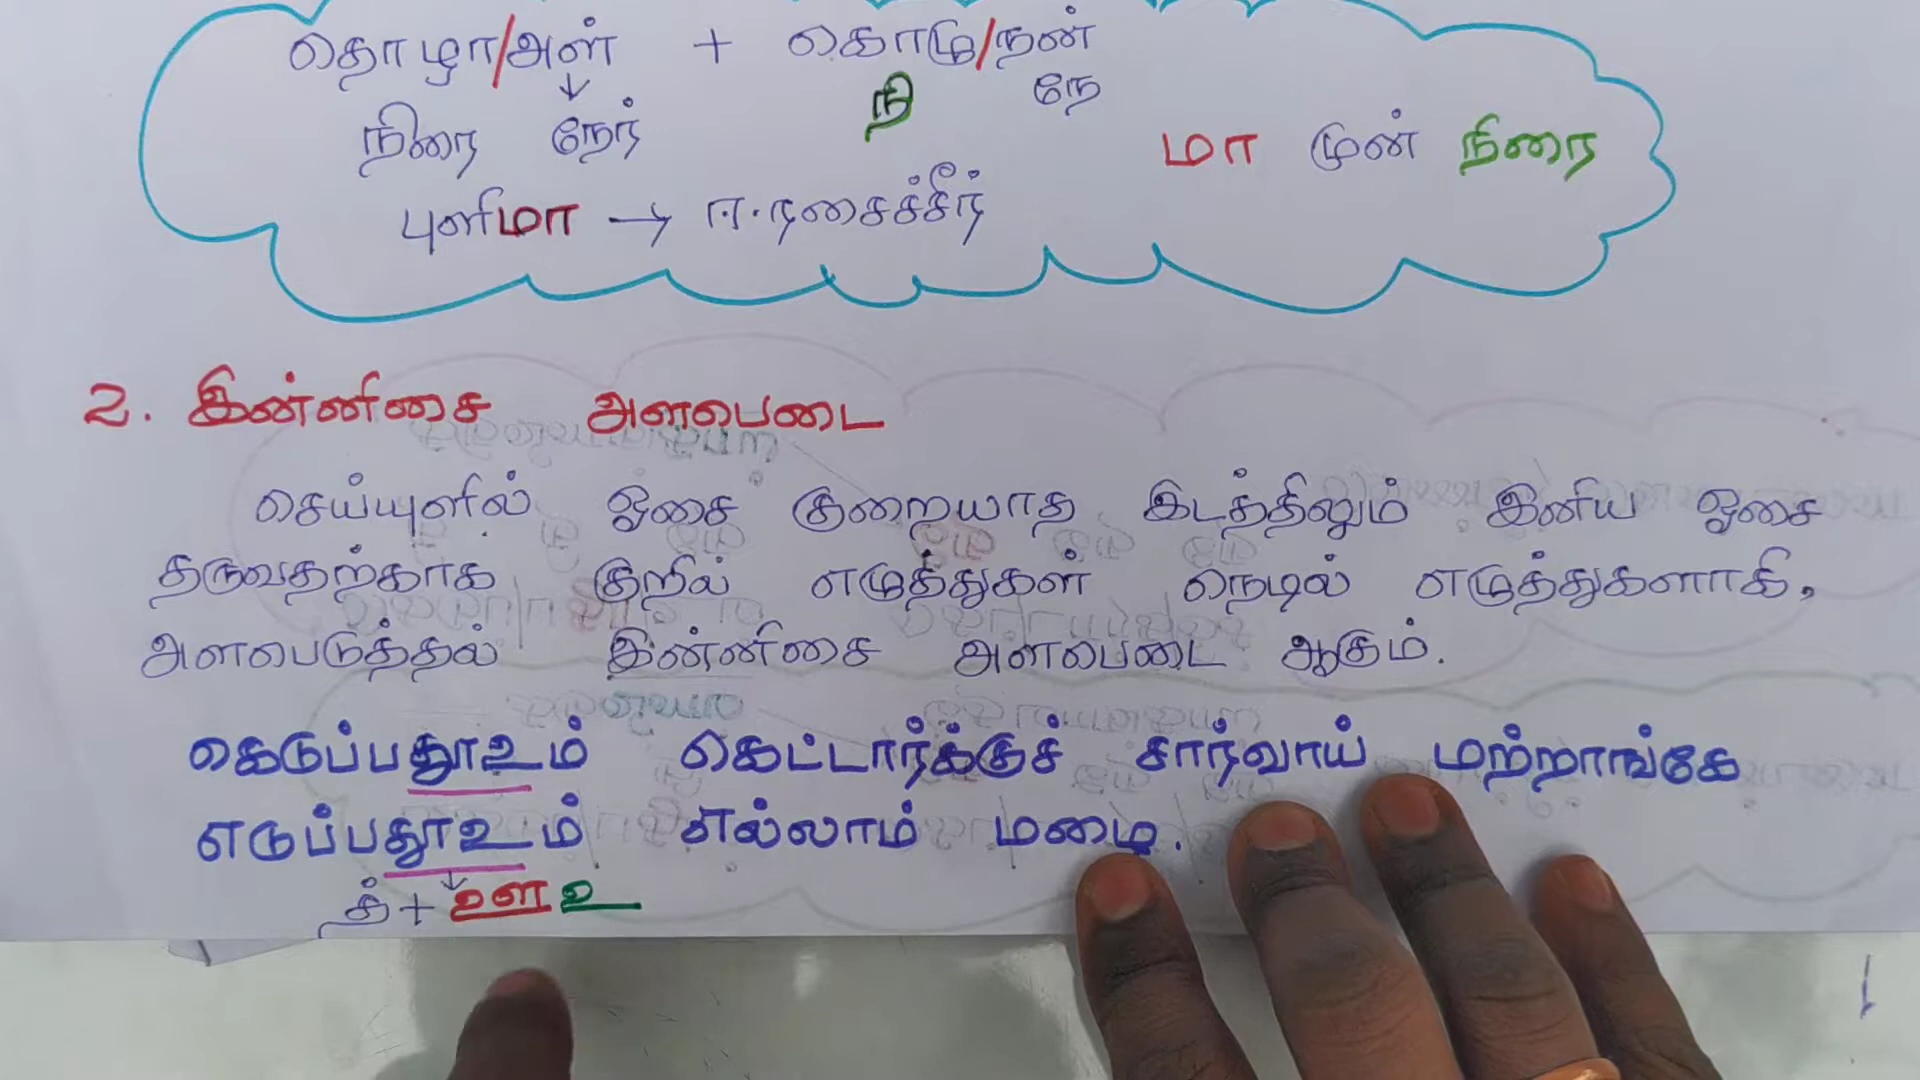 தொழா/அள் + கொழு/நன்
நிரை நேர் நி நே
மா முன் நிரை
புளிமா → ஈ.நசைச்சீர்
2. இன்னிசை அளபெடை
செய்யுளில் ஓசை குறையாத இடத்திலும் இனிய ஓசை
தருவதற்காக குறில் எழுத்துகள் நெடில் எழுத்துகளாகி,
அளபெடுத்தல் இன்னிசை அளபெடை ஆகும்.
கெடுப்பதூஉம் கெட்டார்க்குச் சார்வாய் மற்றாங்கே
எடுப்பதூஉம் எல்லாம் மழை.
த் + ஊ உ